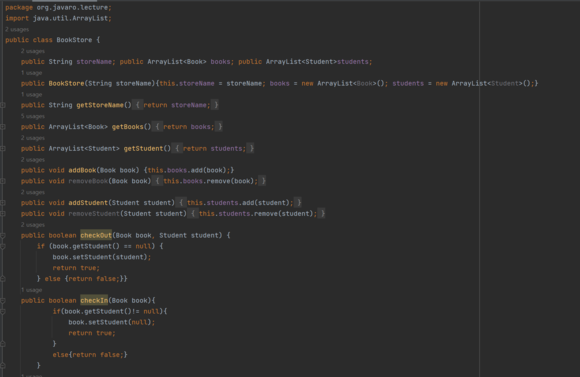 package org.javaro.lecture;
import java.util.ArrayList;
2 usages
public class BookStore {
2 usages
public String storeName; public ArrayList<Book> books; public ArrayList<Student>students;
1 usage
public BookStore(String storeName){this.storeName = storeName; books = new ArrayList<Book>(); students = new ArrayList<Student>();}
1 usage
public String getStoreName() { return storeName; }
5 usages
public ArrayList<Book> getBooks() { return books; }
2 usages
public ArrayList<Student> getStudent() { return students; }
2 usages
public void addBook(Book book) {this.books.add(book);}
public void removeBook(Book book) { this.books.remove(book); }
2 usages
public void addStudent(Student student) { this.students.add(student); }
public void removeStudent(Student student) { this.students.remove(student); }
2 usages
public boolean checkOut(Book book, Student student) {
if (book.getStudent() == null) {
book.setStudent(student);
return true;
} else {return false;}}
1 usage
public boolean checkIn(Book book){
if(book.getStudent()!= null){
book.setStudent(null);
return true;
}
else{return false;}
}